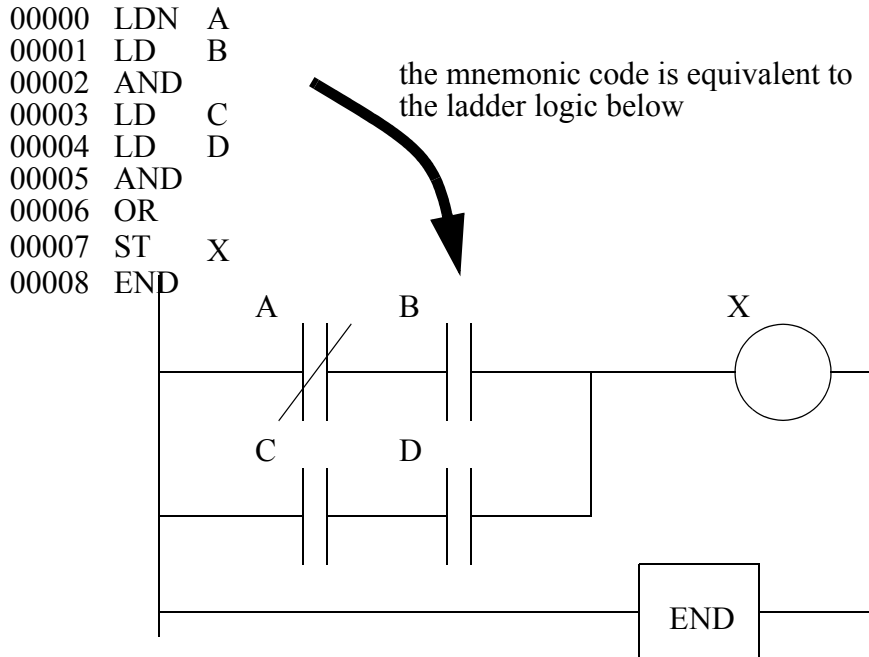 00000 LDN A
00001 LD B
00002 AND
00003 LD C
00004 LD D
00005 AND
00006 OR
00007 ST X
00008 END
the mnemonic code is equivalent to
the ladder logic below
A B X
C D
END